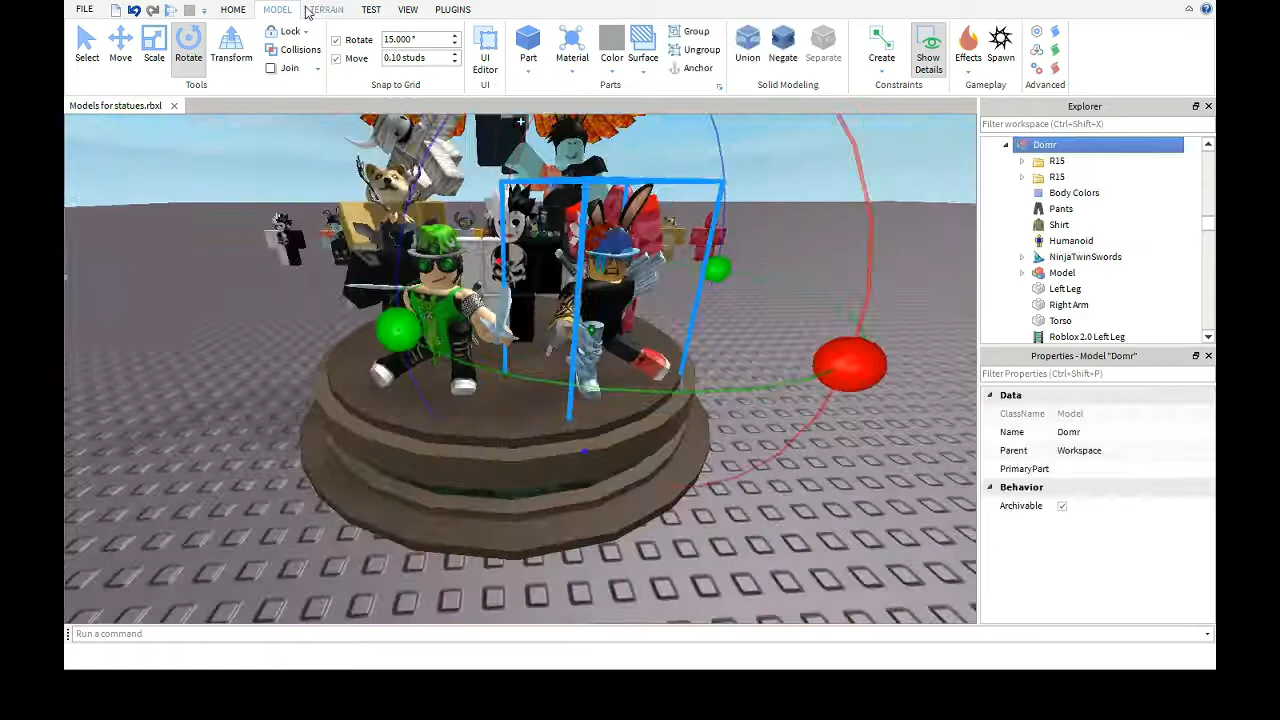 FILE HOME MODEL TERRAIN TEST VIEW PLUGINS
Select Move Scale Rotate Transform
Lock
Collisions
Join
Tools
Rotate 15.000°
Move 0.10 studs
Snap to Grid
UI Editor
UI
Part Material Color Surface
Group
Ungroup
Anchor
Parts
Union Negate Separate
Solid Modeling
Create Show Details
Constraints
Effects Spawn
Gameplay
Advanced
Models for statues.rbxl
Explorer
Filter workspace (Ctrl+Shift+X)
Domr
R15
R15
Body Colors
Pants
Shirt
Humanoid
NinjaTwinSwords
Model
Left Leg
Right Arm
Torso
Roblox 2.0 Left Leg
Properties - Model "Domr"
Filter Properties (Ctrl+Shift+P)
Data
ClassName Model
Name Domr
Parent Workspace
PrimaryPart
Behavior
Archivable
Run a command